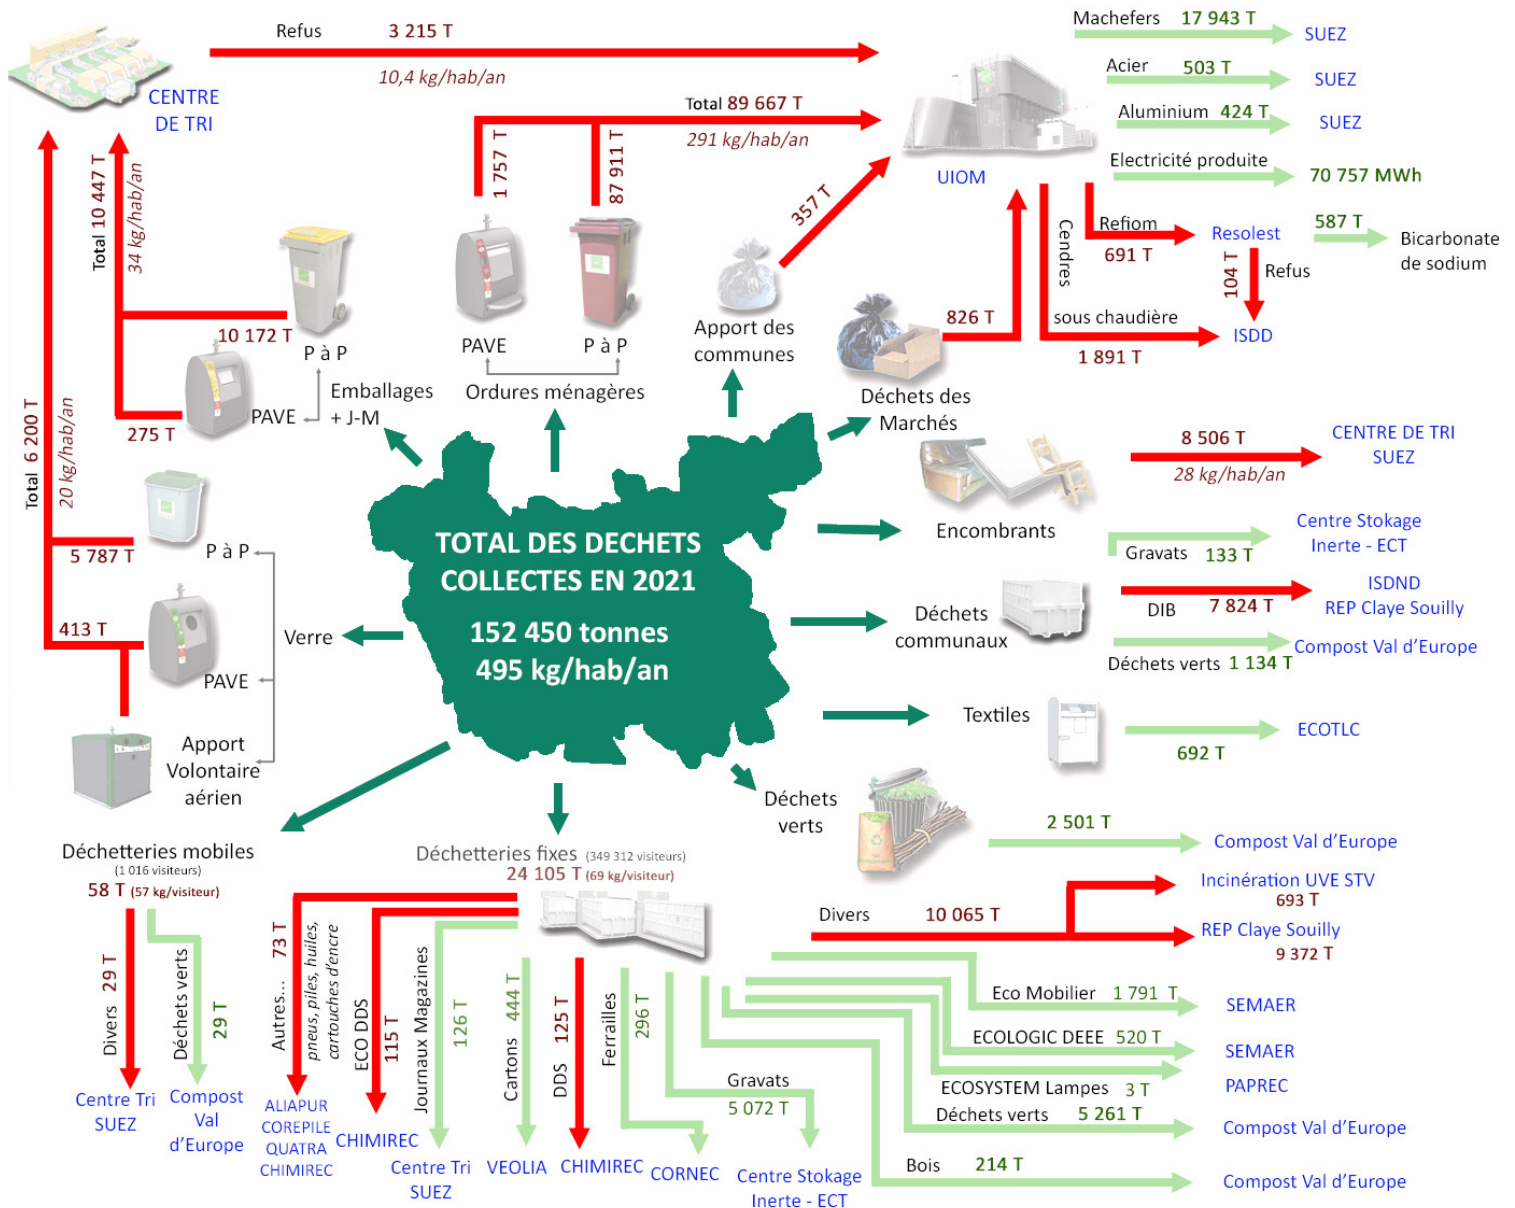 Refus 3 215 T
10,4 kg/hab/an
CENTRE
DE TRI
Total 10 447 T
34 kg/hab/an
Total 6 200 T
20 kg/hab/an
10 172 T
P à P
275 T
PAVE
Emballages
+ J-M
5 787 T
P à P
413 T
PAVE
Verre
Apport
Volontaire
aérien
1 757 T
87 911 T
Total 89 667 T
291 kg/hab/an
PAVE
P à P
Ordures ménagères
357 T
Apport des
communes
826 T
Déchets des
Marchés
UIOM
Machefers 17 943 T
SUEZ
Acier 503 T
SUEZ
Aluminium 424 T
SUEZ
Electricité produite
70 757 MWh
Refiom
691 T
Resolest
587 T
Bicarbonate
de sodium
104 T
Refus
Cendres
sous chaudière
1 891 T
ISDD
8 506 T
28 kg/hab/an
CENTRE DE TRI
SUEZ
Encombrants
Gravats 133 T
Centre Stokage
Inerte - ECT
DIB 7 824 T
ISDND
REP Claye Souilly
Déchets
communaux
Déchets verts 1 134 T
Compost Val d’Europe
Textiles
692 T
ECOTLC
Déchets
verts
2 501 T
Compost Val d’Europe
TOTAL DES DECHETS
COLLECTES EN 2021
152 450 tonnes
495 kg/hab/an
Déchetteries mobiles
(1 016 visiteurs)
58 T (57 kg/visiteur)
Divers 29 T
Centre Tri
SUEZ
Déchets verts
29 T
Compost
Val
d’Europe
Déchetteries fixes (349 312 visiteurs)
24 105 T (69 kg/visiteur)
Autres... 73 T
pneus, piles, huiles,
cartouches d’encre
ALIAPUR
COREPILE
QUATRA
CHIMIREC
ECO DDS
115 T
CHIMIREC
Journaux Magazines
126 T
Centre Tri
SUEZ
Cartons 444 T
VEOLIA
DDS 125 T
CHIMIREC
Ferrailles
296 T
CORNEC
Gravats
5 072 T
Centre Stokage
Inerte - ECT
Divers 10 065 T
Incinération UVE STV
693 T
REP Claye Souilly
9 372 T
Eco Mobilier 1 791 T
SEMAER
ECOLOGIC DEEE 520 T
SEMAER
ECOSYSTEM Lampes 3 T
PAPREC
Déchets verts 5 261 T
Compost Val d’Europe
Bois 214 T
Compost Val d’Europe